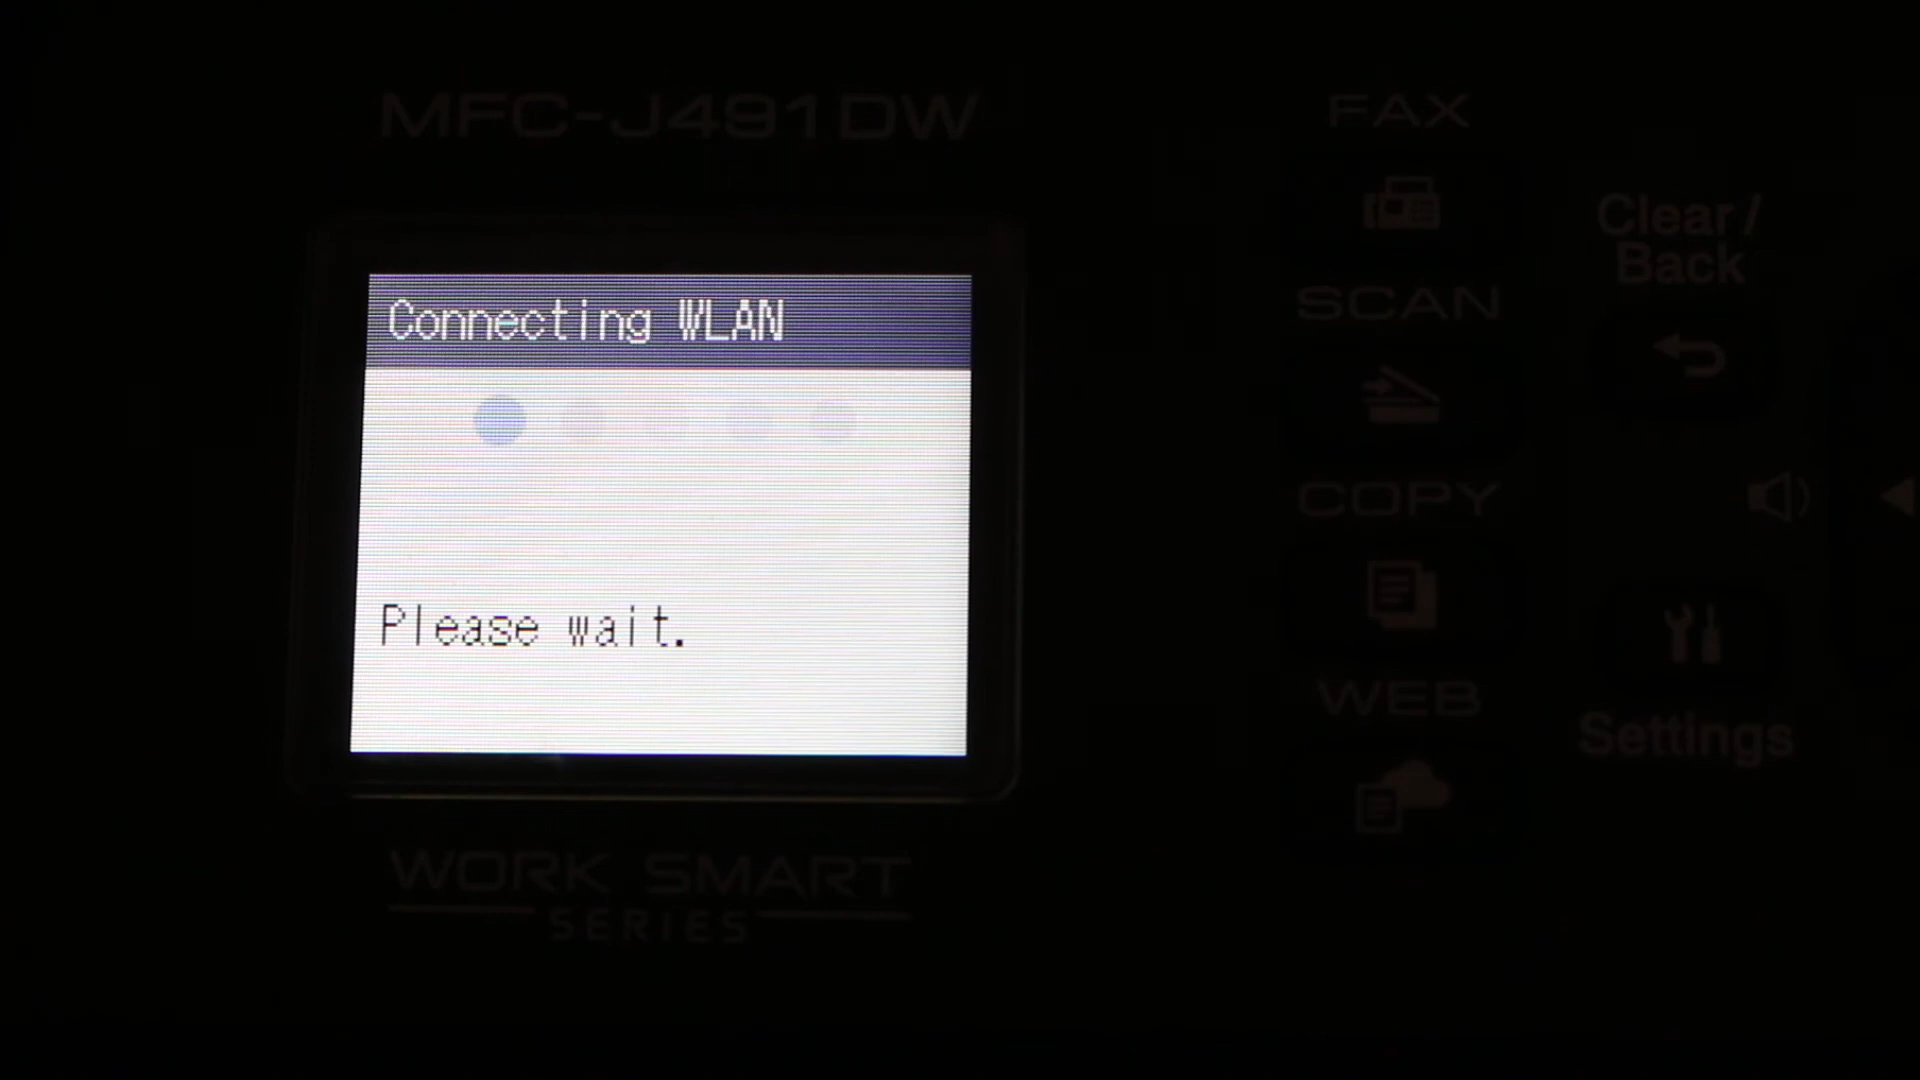 MFC-J491DW
Connecting WLAN
Please wait.
WORK SMART
SERIES
FAX
SCAN
COPY
WEB
Clear /
Back
Settings